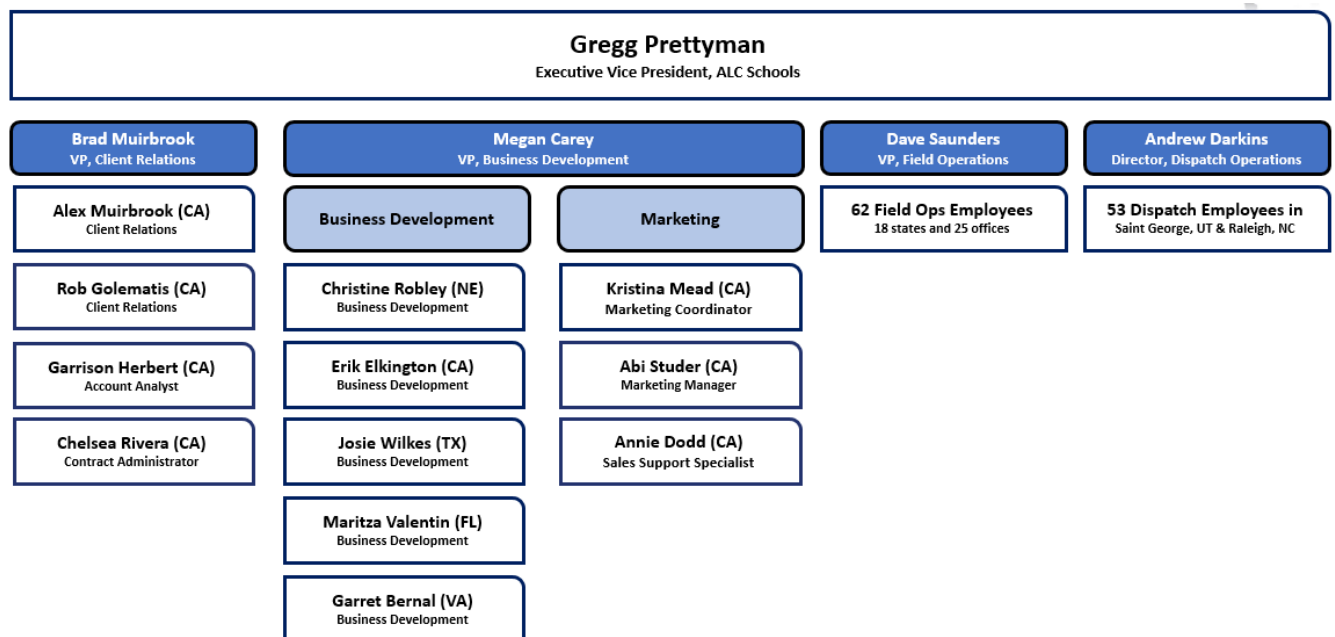 Gregg Prettyman
Executive Vice President, ALC Schools
Brad Muirbrook
VP, Client Relations
Alex Muirbrook (CA)
Client Relations
Rob Golematis (CA)
Client Relations
Garrison Herbert (CA)
Account Analyst
Chelsea Rivera (CA)
Contract Administrator
Megan Carey
VP, Business Development
Business Development
Christine Robley (NE)
Business Development
Erik Elkington (CA)
Business Development
Josie Wilkes (TX)
Business Development
Maritza Valentin (FL)
Business Development
Garret Bernal (VA)
Business Development
Marketing
Kristina Mead (CA)
Marketing Coordinator
Abi Studer (CA)
Marketing Manager
Annie Dodd (CA)
Sales Support Specialist
Dave Saunders
VP, Field Operations
62 Field Ops Employees
18 states and 25 offices
Andrew Darkins
Director, Dispatch Operations
53 Dispatch Employees in
Saint George, UT & Raleigh, NC